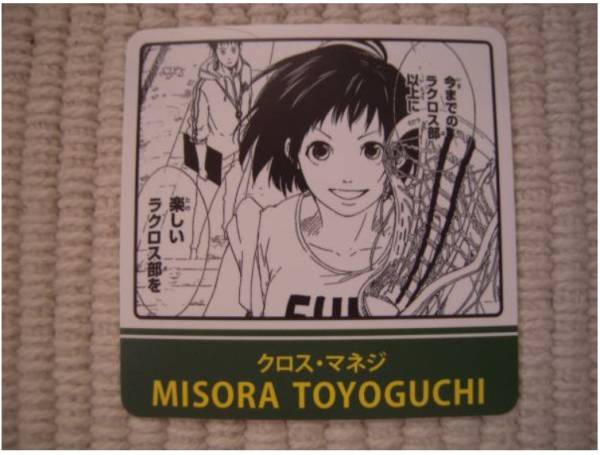 今までの
ラクロス部
以上に
楽しい
ラクロス部を
クロス・マネジ
MISORA TOYOGUCHI